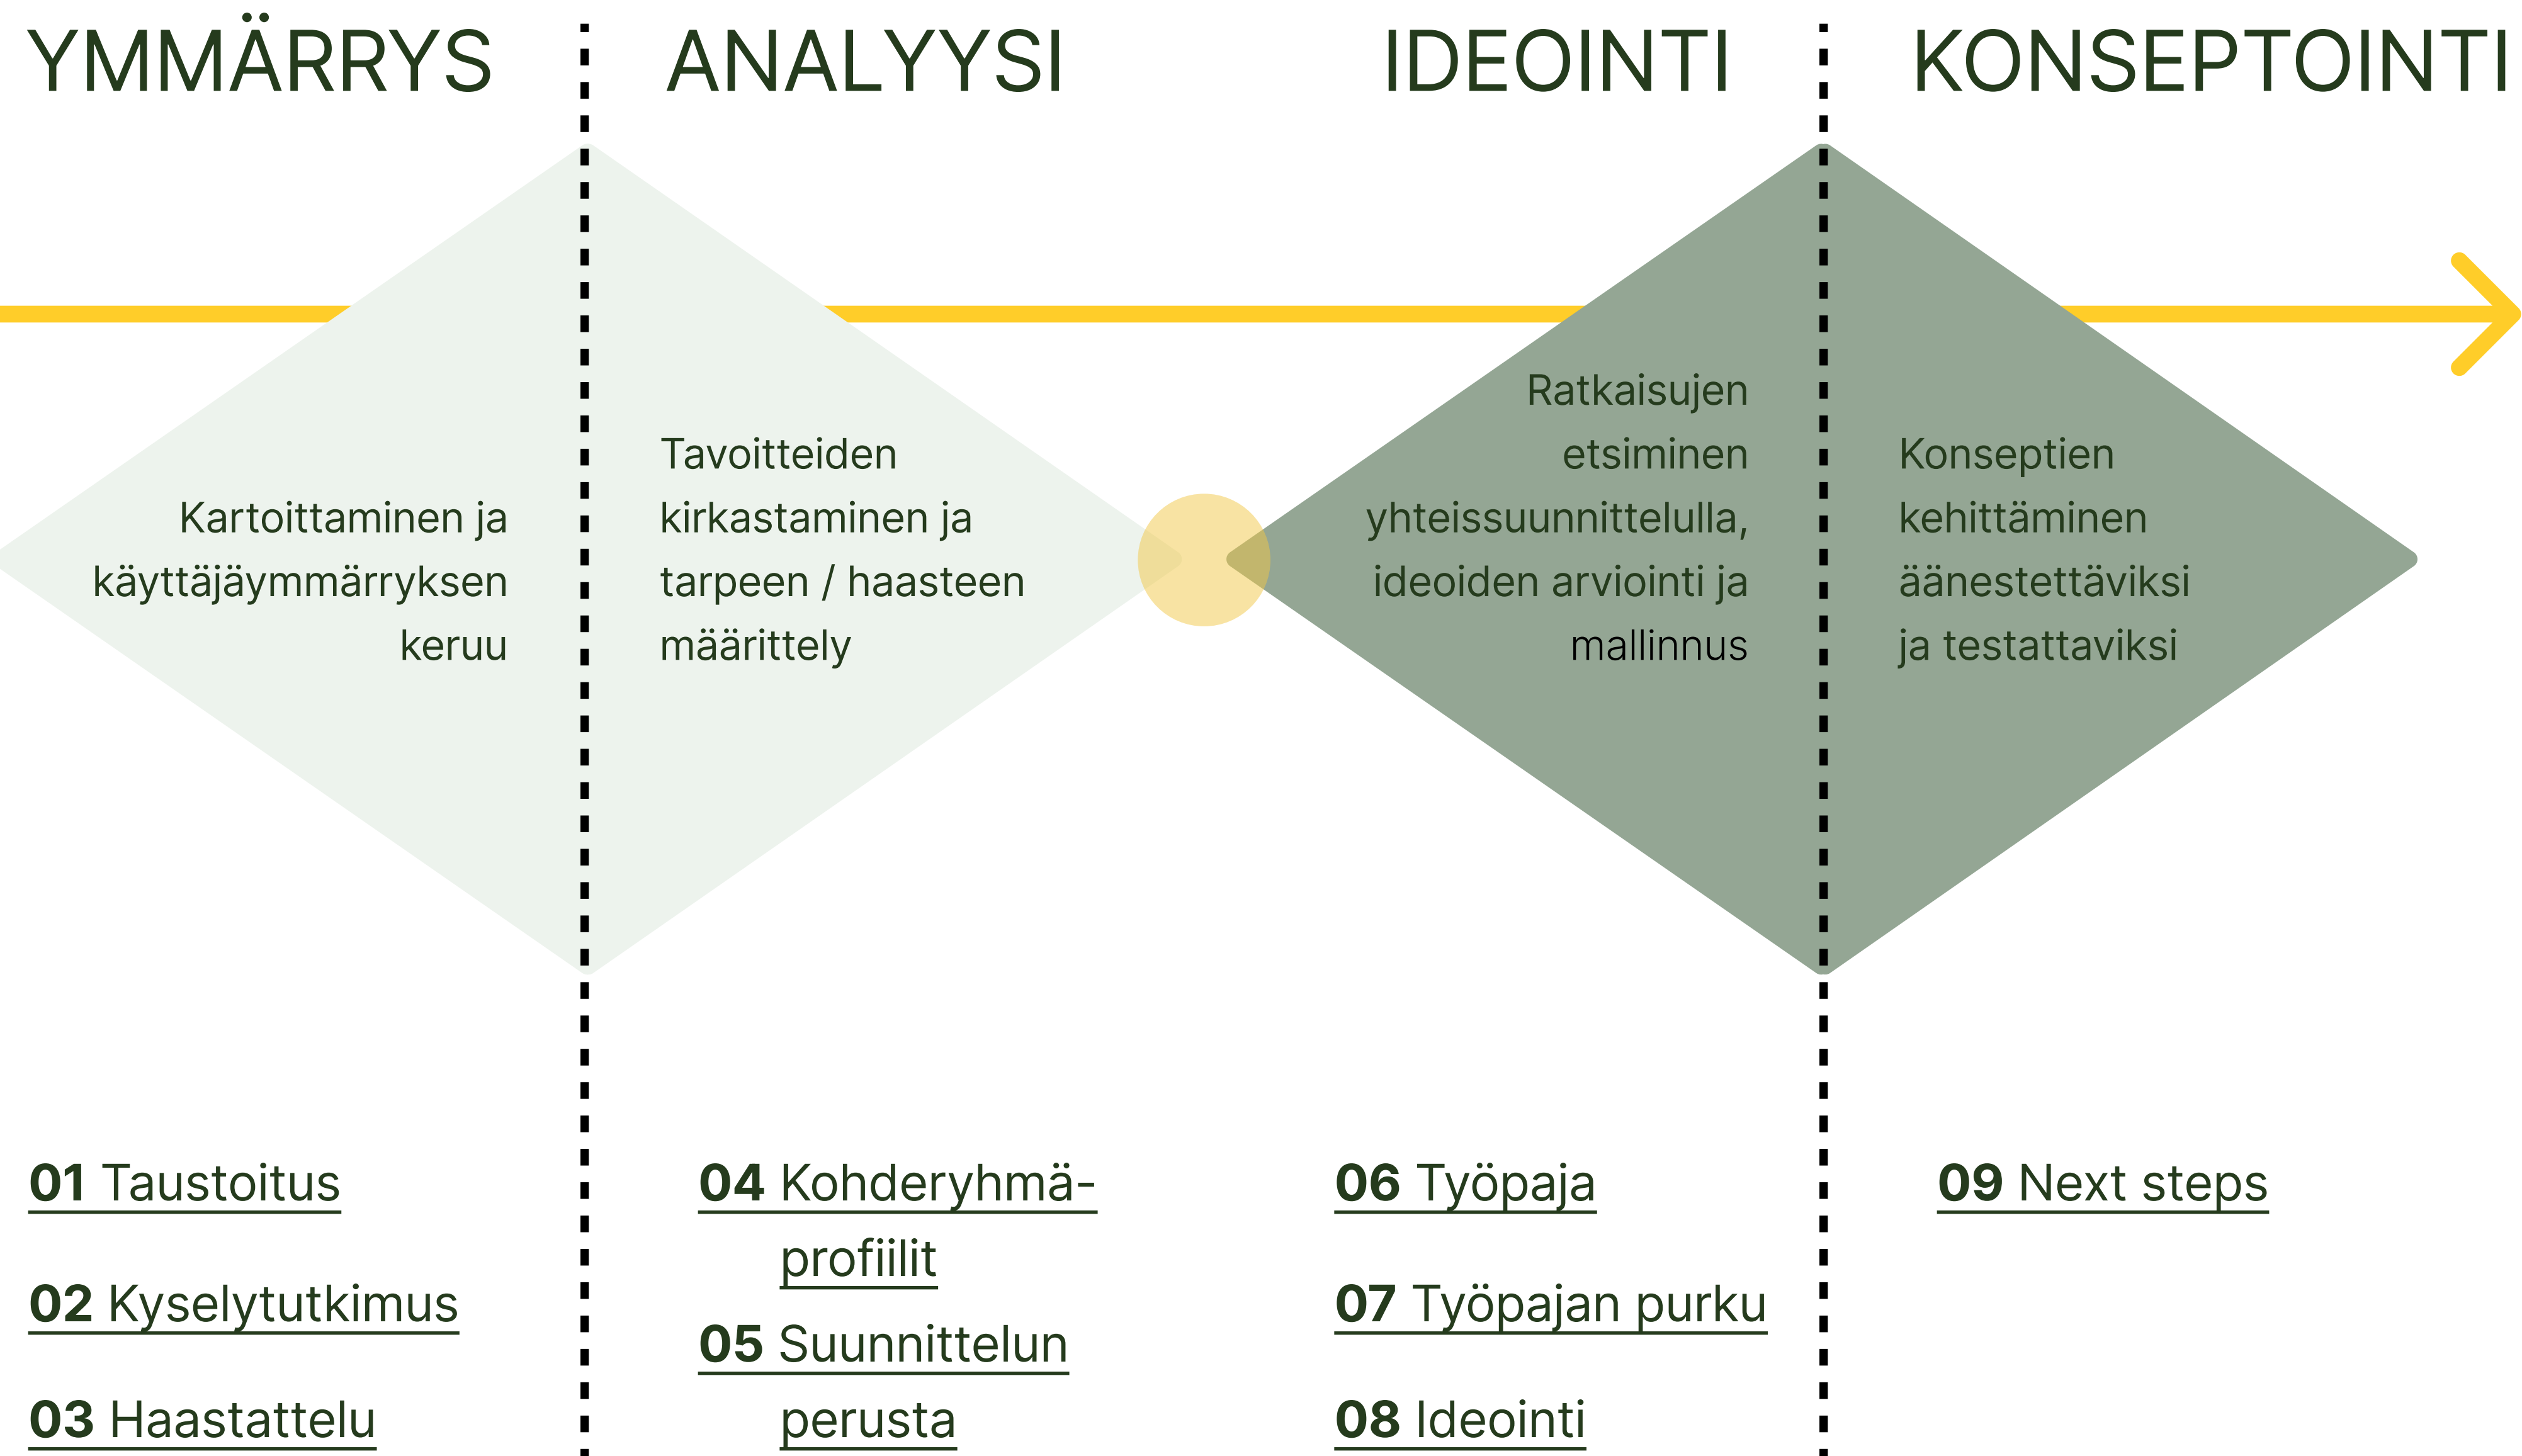 YMMÄRRYS
ANALYYSI
IDEOINTI
KONSEPTOINTI
Kartoittaminen ja
käyttäjäymmärryksen
keruu
Tavoitteiden
kirkastaminen ja
tarpeen / haasteen
määrittely
Ratkaisujen
etsiminen
yhteissuunnittelulla,
ideoiden arviointi ja
mallinnus
Konseptien
kehittäminen
äänestettäviksi
ja testattaviksi
01 Taustoitus
02 Kyselytutkimus
03 Haastattelu
04 Kohderyhmä-
profiilit
05 Suunnittelun
perusta
06 Työpaja
07 Työpajan purku
08 Ideointi
09 Next steps